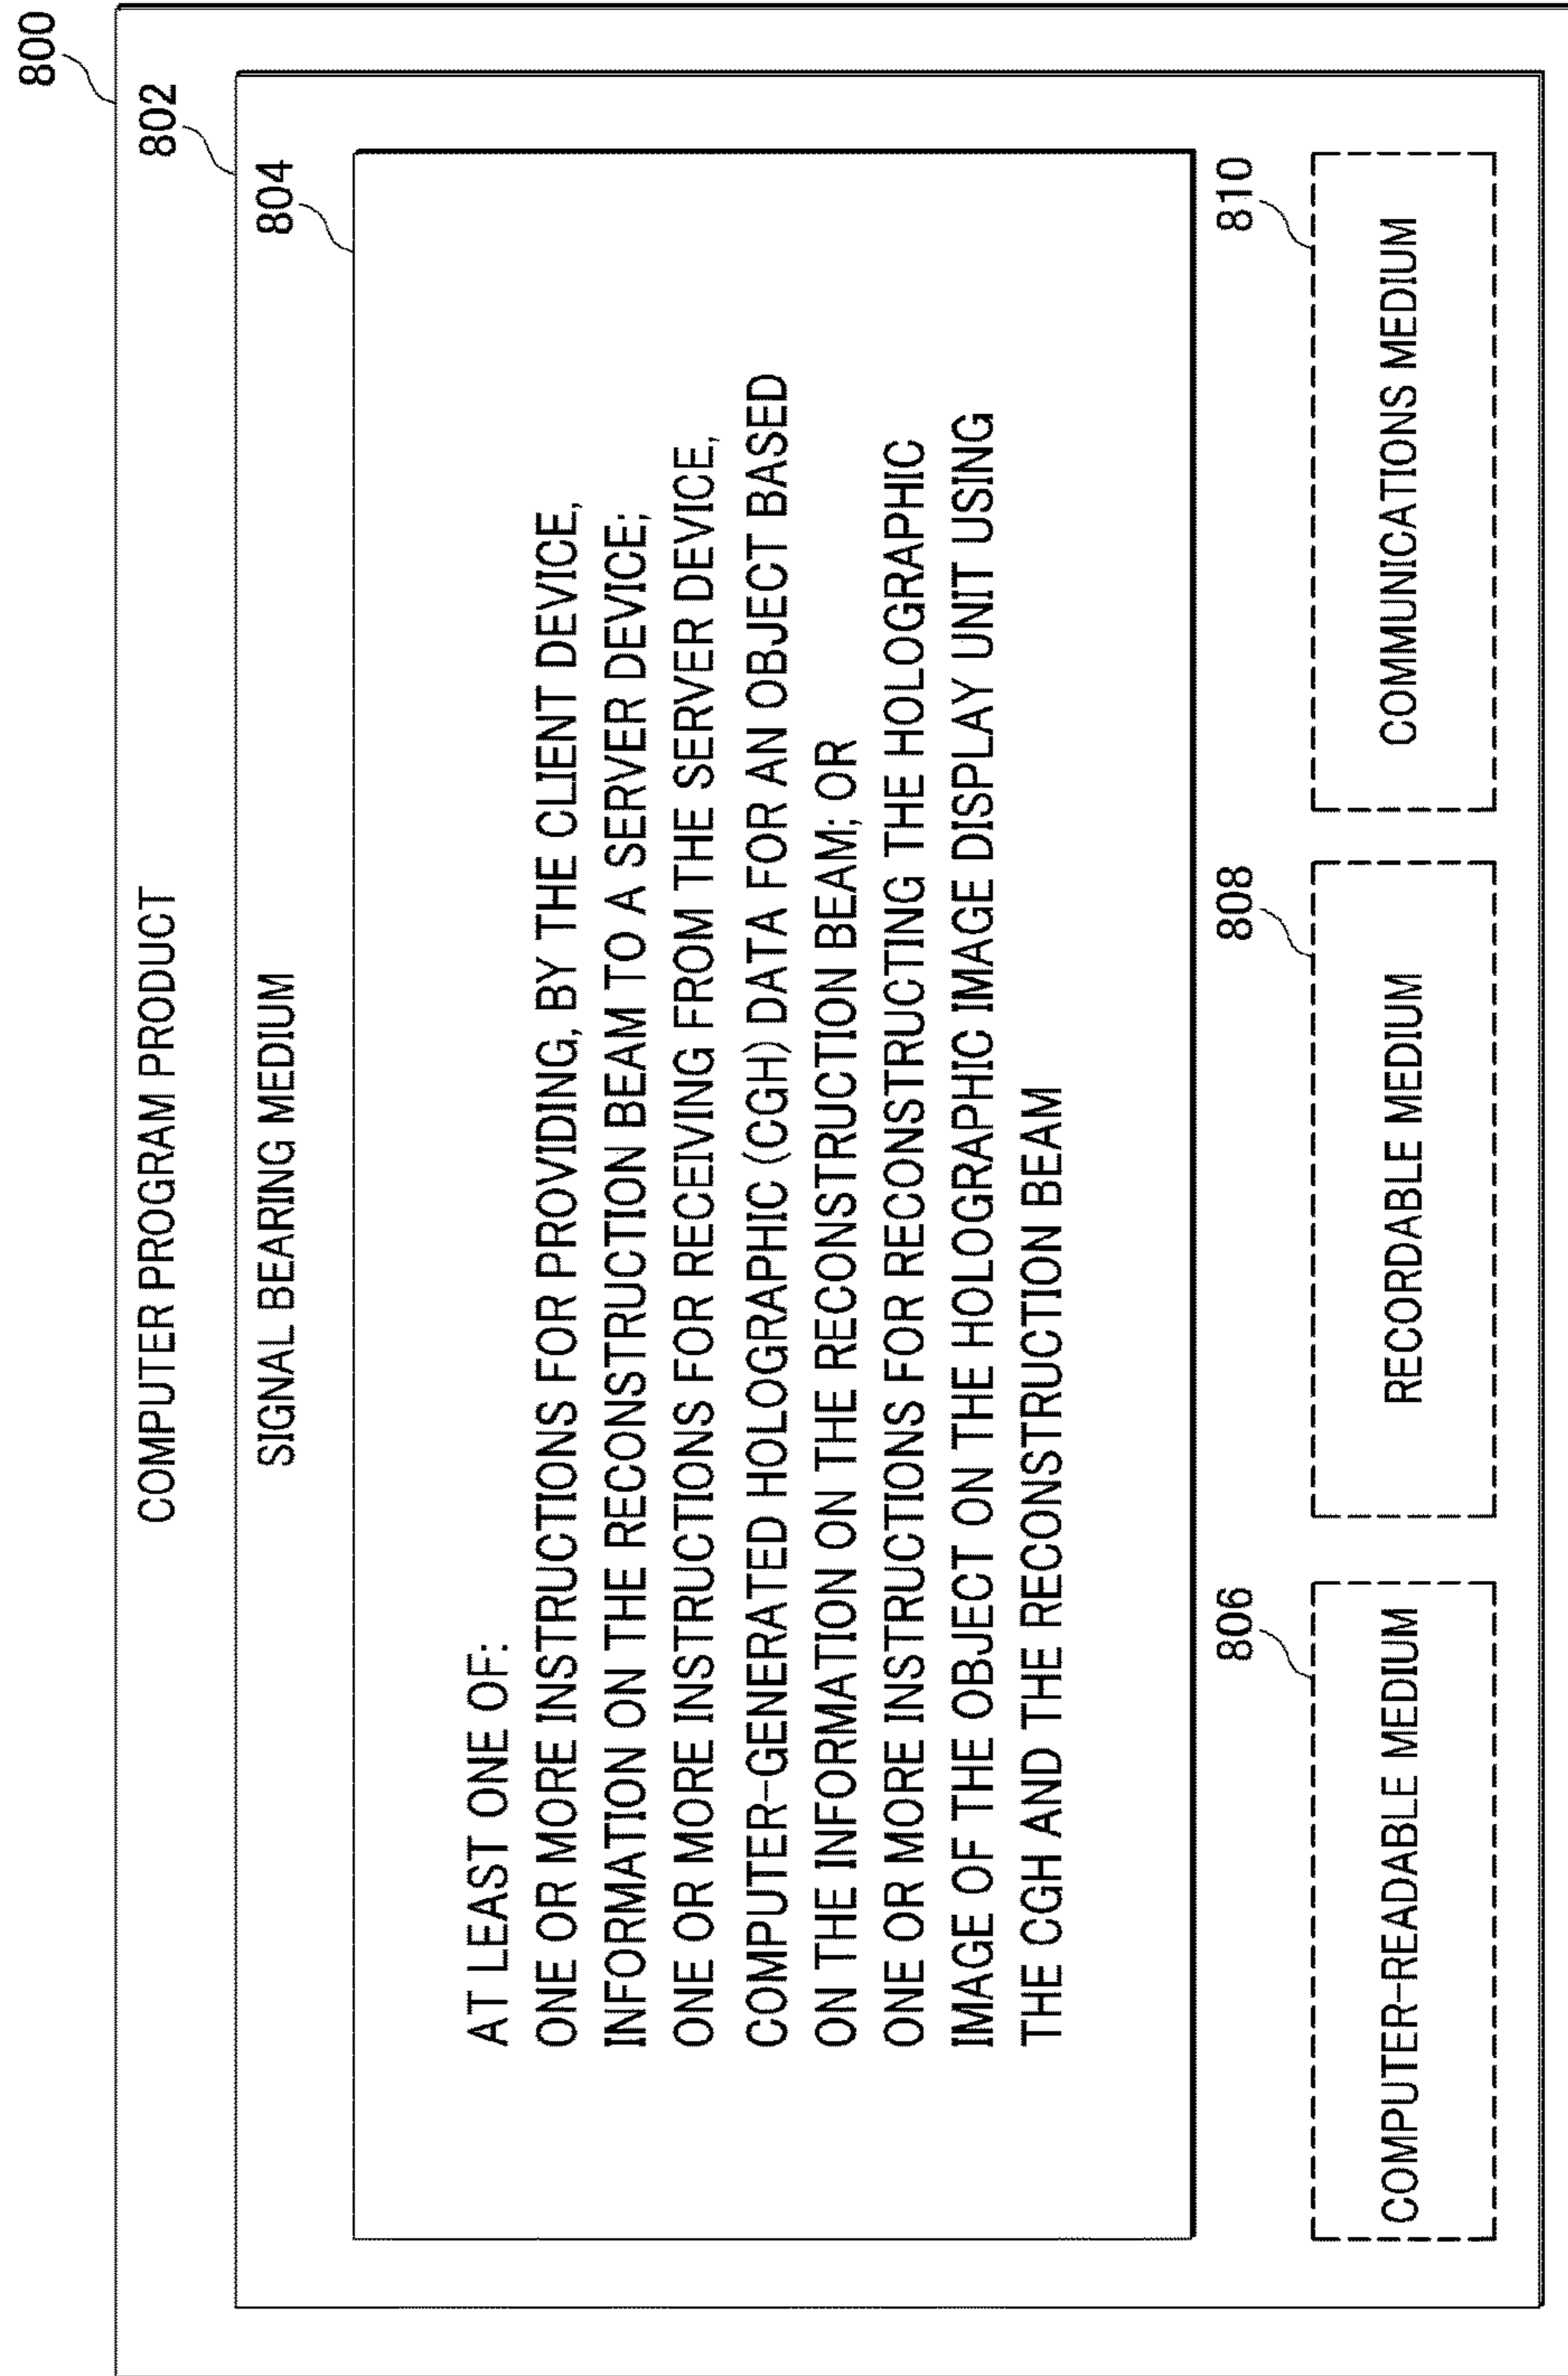 800
COMPUTER PROGRAM PRODUCT
802
SIGNAL BEARING MEDIUM
804
AT LEAST ONE OF:
ONE OR MORE INSTRUCTIONS FOR PROVIDING, BY THE CLIENT DEVICE,
INFORMATION ON THE RECONSTRUCTION BEAM TO A SERVER DEVICE;
ONE OR MORE INSTRUCTIONS FOR RECEIVING FROM THE SERVER DEVICE,
COMPUTER-GENERATED HOLOGRAPHIC (CGH) DATA FOR AN OBJECT BASED
ON THE INFORMATION ON THE RECONSTRUCTION BEAM; OR
ONE OR MORE INSTRUCTIONS FOR RECONSTRUCTING THE HOLOGRAPHIC
IMAGE OF THE OBJECT ON THE HOLOGRAPHIC IMAGE DISPLAY UNIT USING
THE CGH AND THE RECONSTRUCTION BEAM
806
COMPUTER-READABLE MEDIUM
808
RECORDABLE MEDIUM
810
COMMUNICATIONS MEDIUM